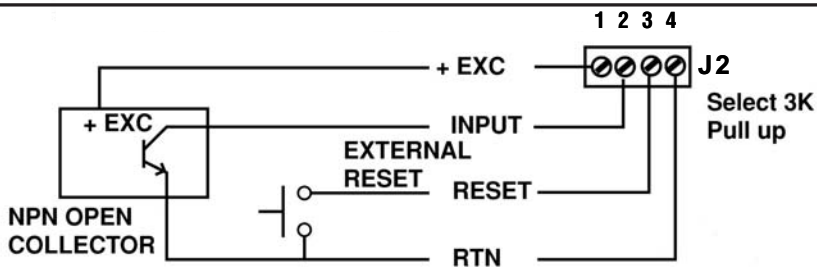 1 2 3 4
J2
+ EXC
Select 3K
Pull up
+ EXC
INPUT
EXTERNAL
RESET
RESET
NPN OPEN
COLLECTOR
RTN